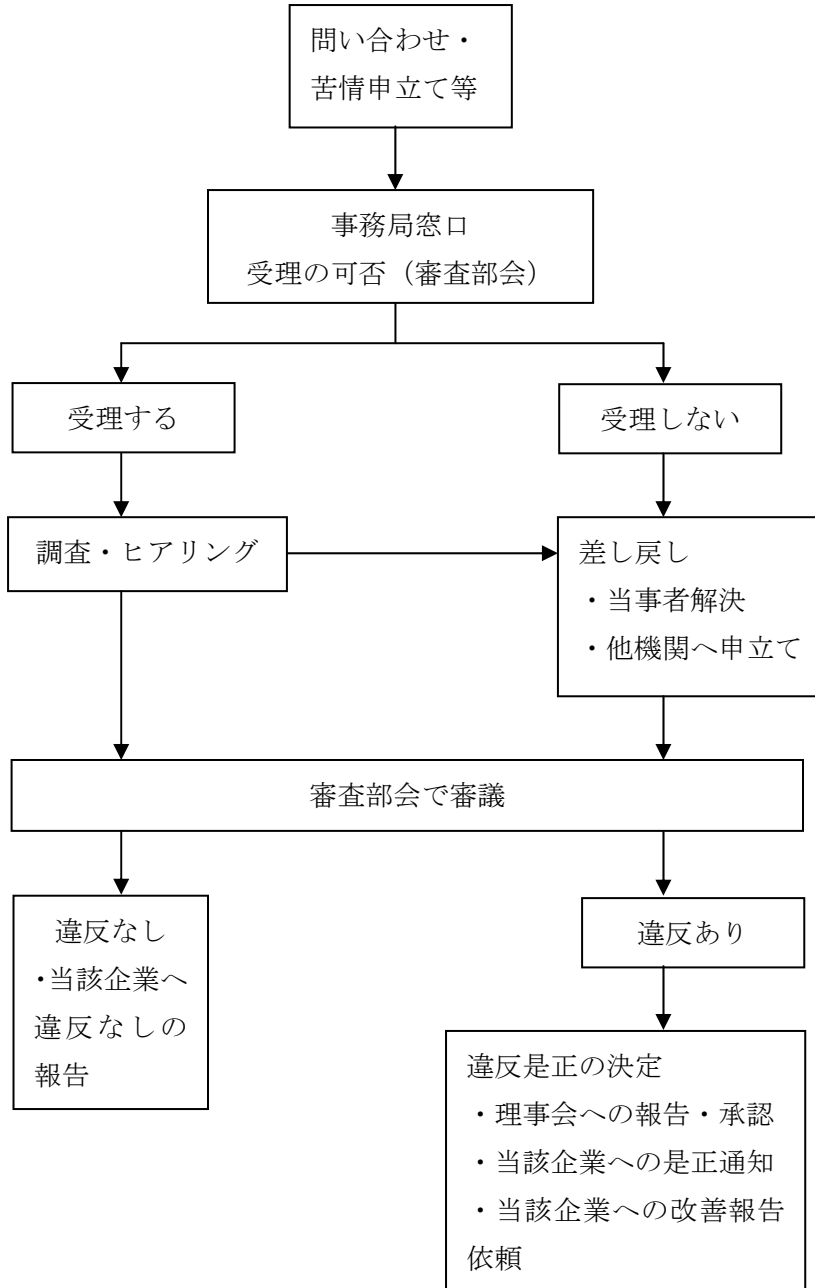 問い合わせ・
苦情申立て等
事務局窓口
受理の可否（審査部会）
受理する
受理しない
調査・ヒアリング
差し戻し
・当事者解決
・他機関へ申立て
審査部会で審議
違反なし
・当該企業へ
違反なしの
報告
違反あり
違反是正の決定
・理事会への報告・承認
・当該企業への是正通知
・当該企業への改善報告
依頼